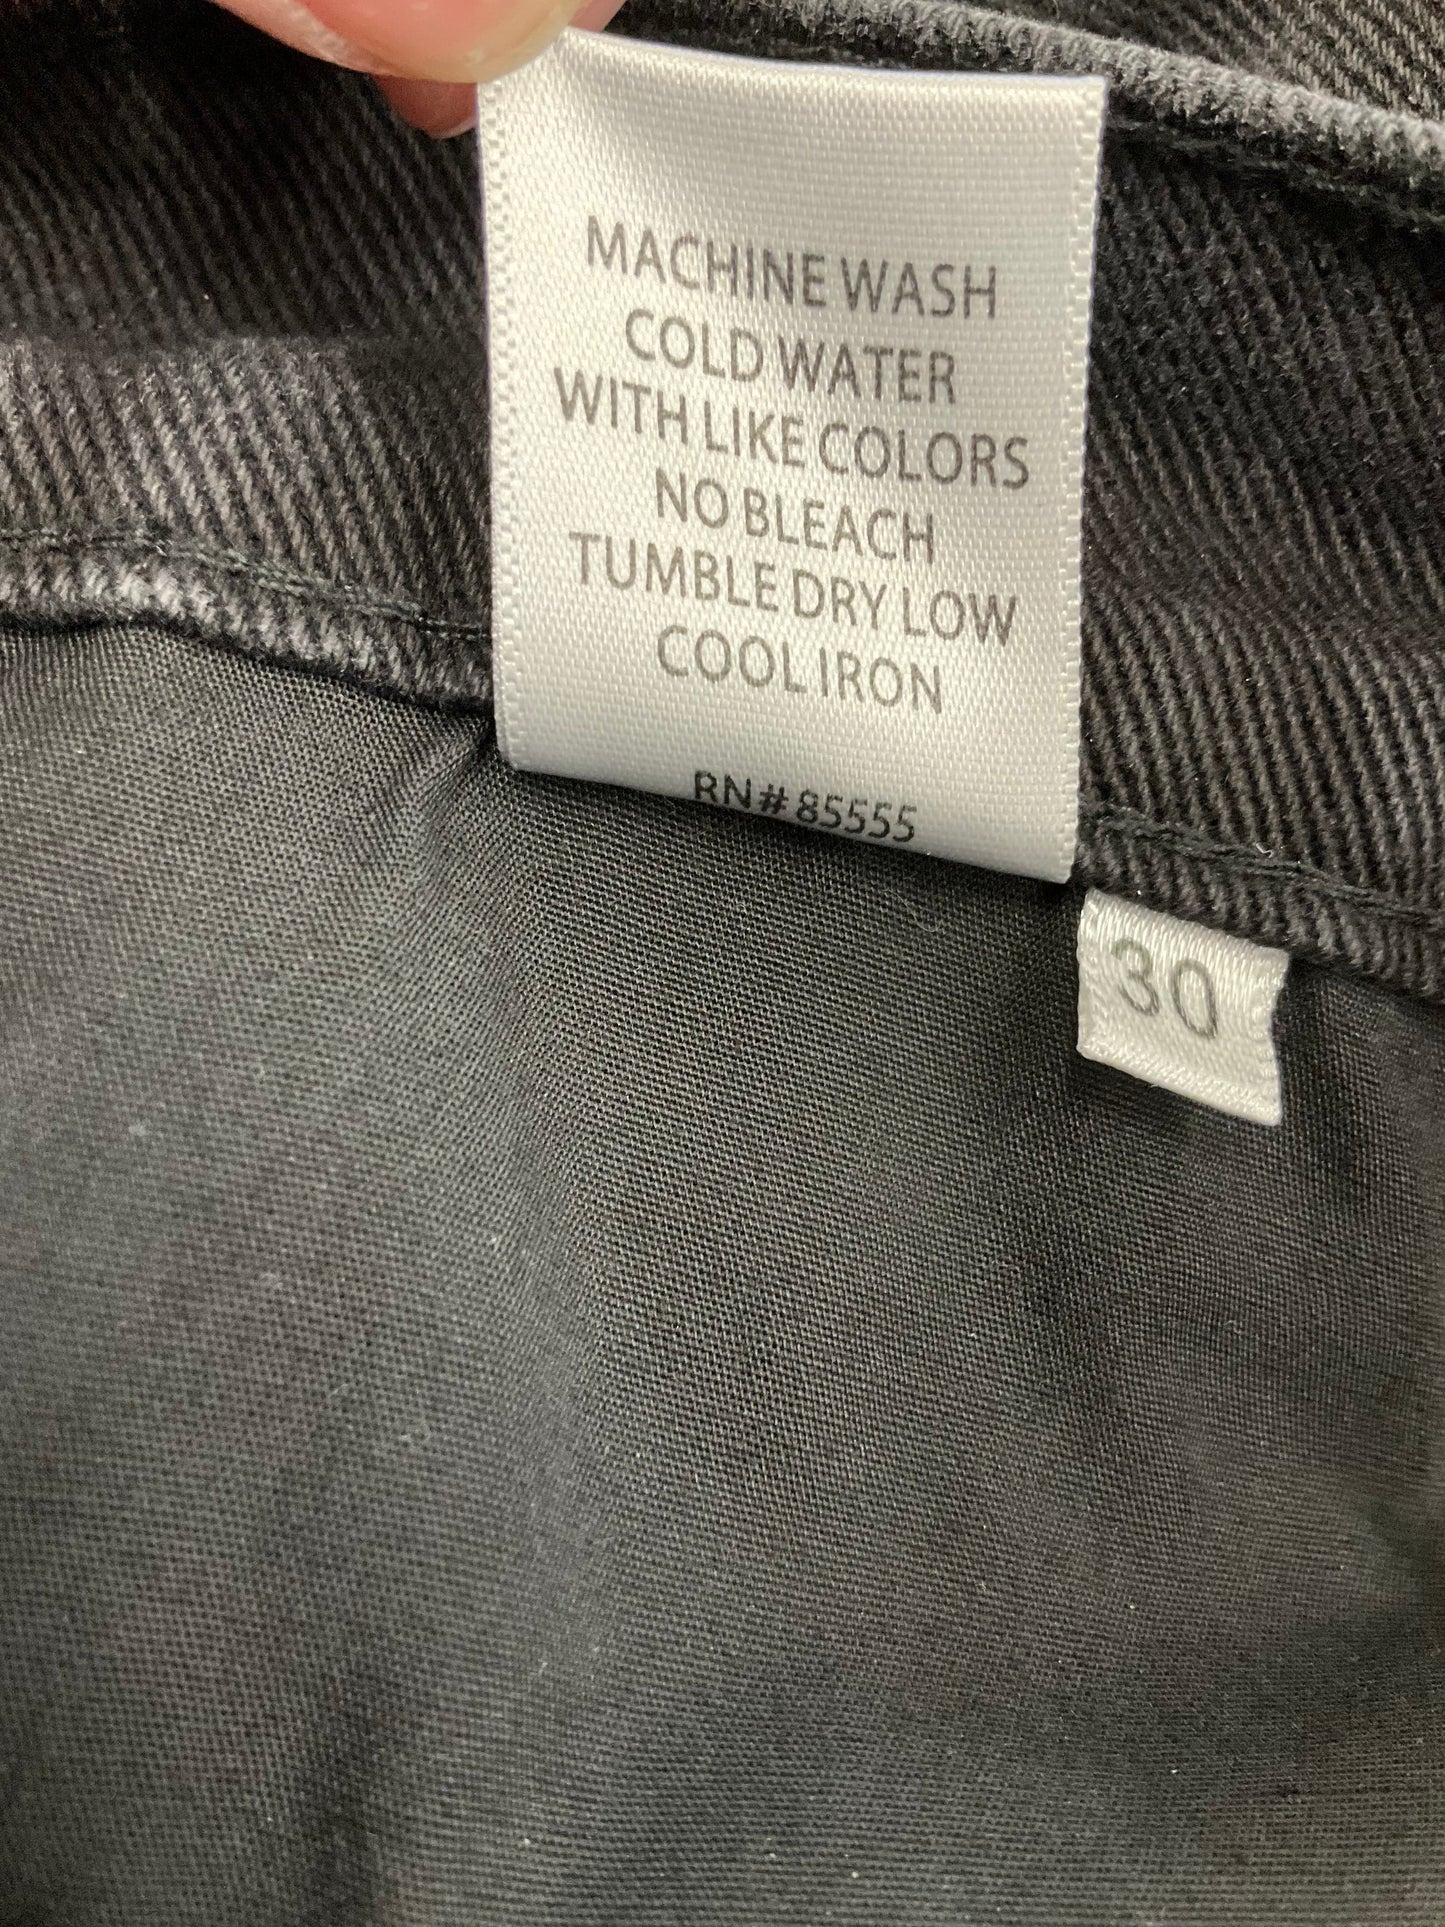 MACHINE WASH
COLD WATER
WITH LIKE COLORS
NO BLEACH
TUMBLE DRY LOW
COOL IRON
RN# 85555
30